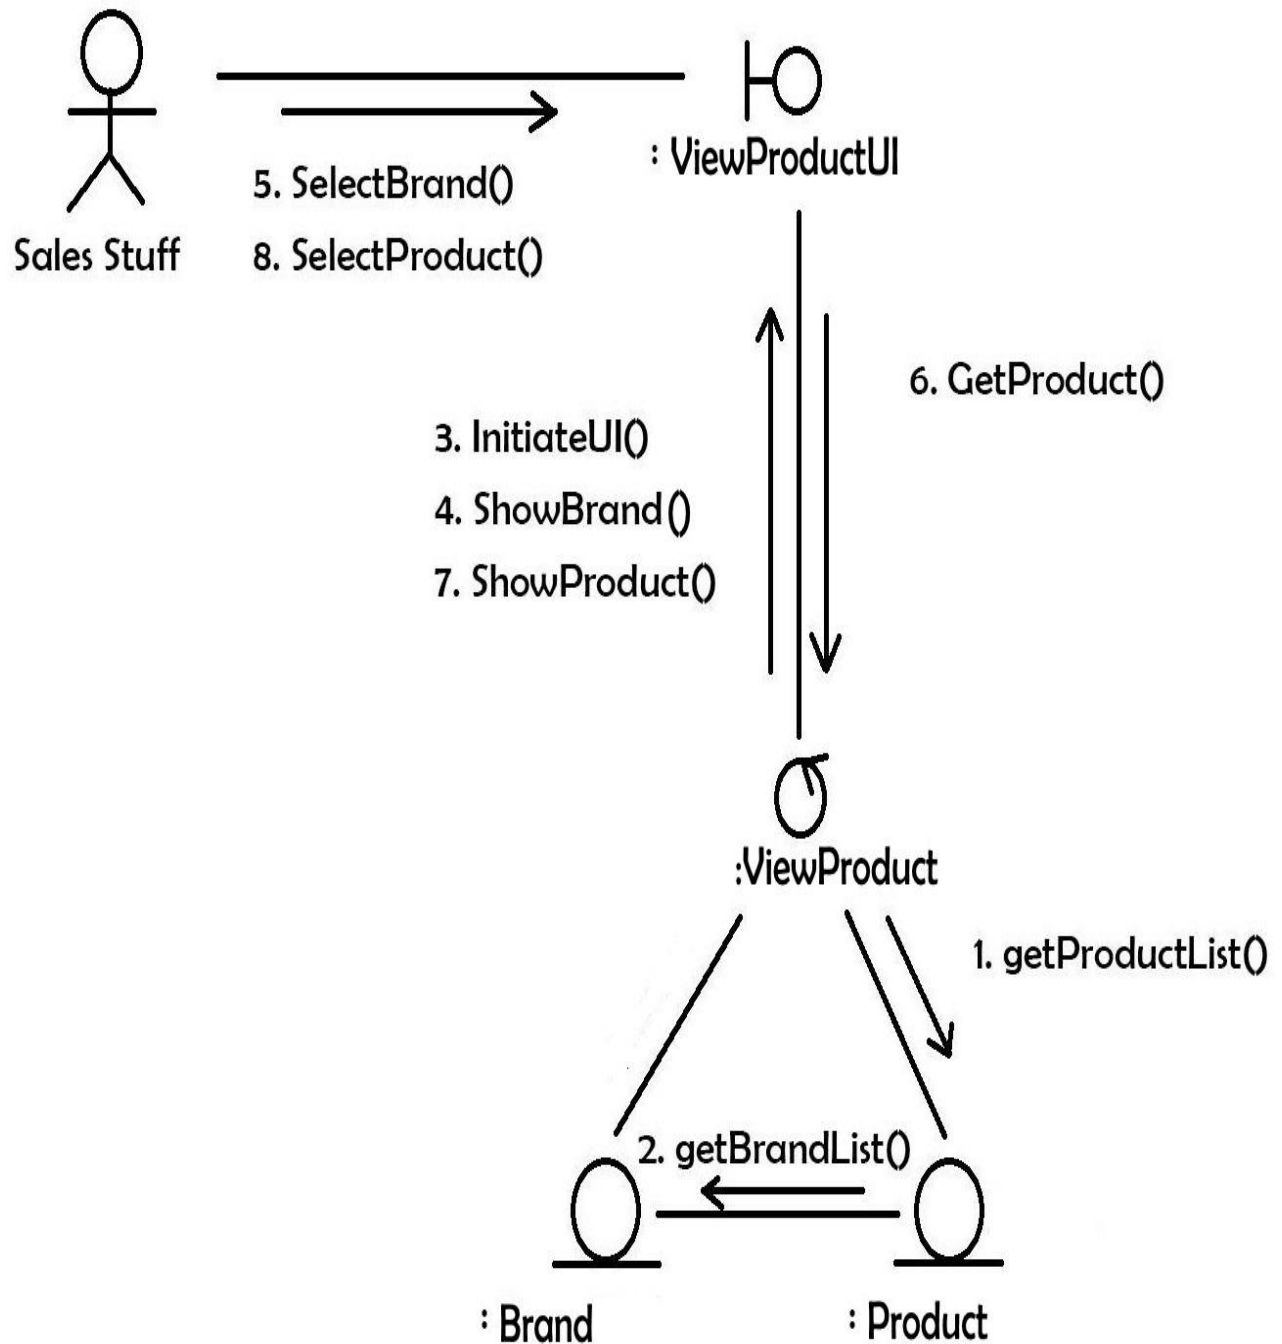 : ViewProductUI
5. SelectBrand()
Sales Stuff
8. SelectProduct()
6. GetProduct()
3. InitiateUI()
4. ShowBrand()
7. ShowProduct()
:ViewProduct
1. getProductList()
2. getBrandList()
: Brand
: Product